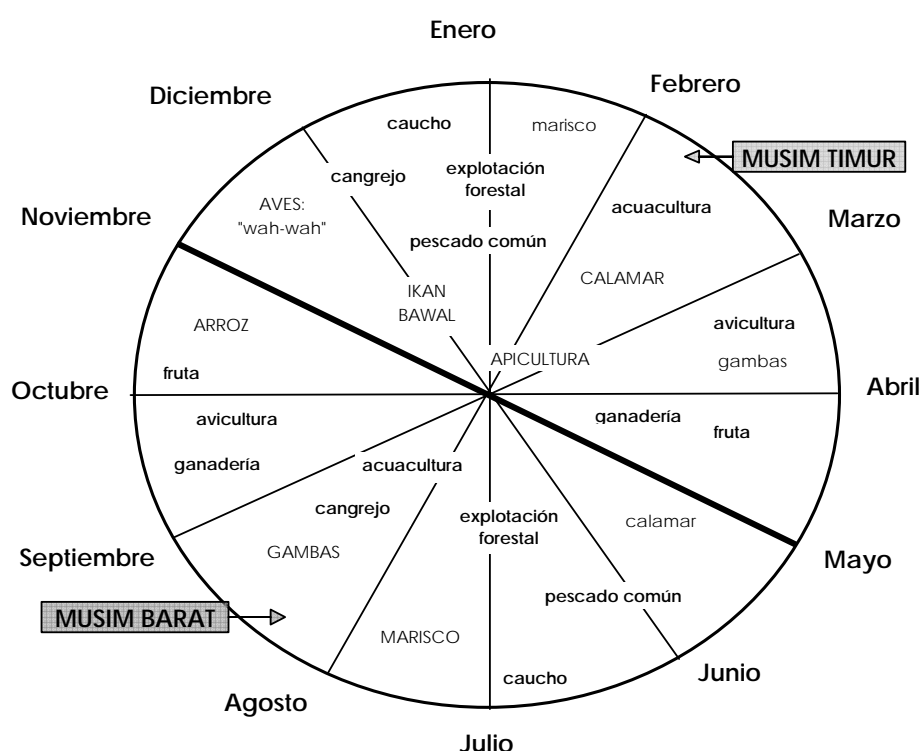 Enero
Febrero
Diciembre
caucho
marisco
MUSIM TIMUR
explotación
forestal
cangrejo
AVES:
"wah-wah"
acuacultura
Noviembre
Marzo
pescado común
CALAMAR
IKAN
BAWAL
ARROZ
avicultura
gambas
APICULTURA
fruta
Octubre
Abril
avicultura
ganadería
fruta
ganadería
acuacultura
cangrejo
explotación
forestal
calamar
Septiembre
GAMBAS
Mayo
pescado común
MUSIM BARAT
MARISCO
Junio
caucho
Agosto
Julio